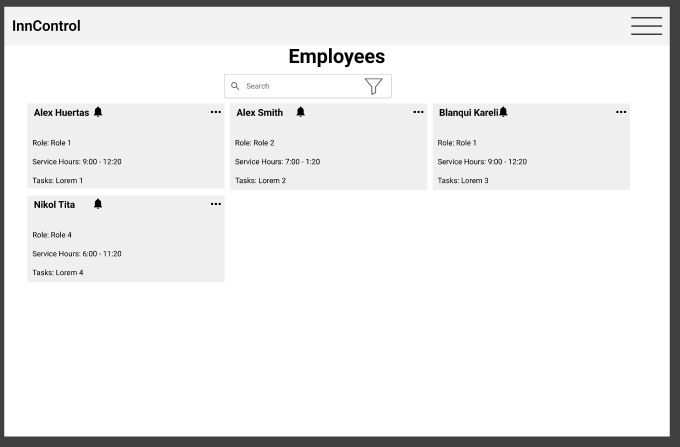 InnControl
Employees
Search
Alex Huertas
Role: Role 1
Service Hours: 9:00 - 12:20
Tasks: Lorem 1
Alex Smith
Role: Role 2
Service Hours: 7:00 - 1:20
Tasks: Lorem 2
Blanqui Kareli
Role: Role 1
Service Hours: 9:00 - 12:20
Tasks: Lorem 3
Nikol Tita
Role: Role 4
Service Hours: 6:00 - 11:20
Tasks: Lorem 4